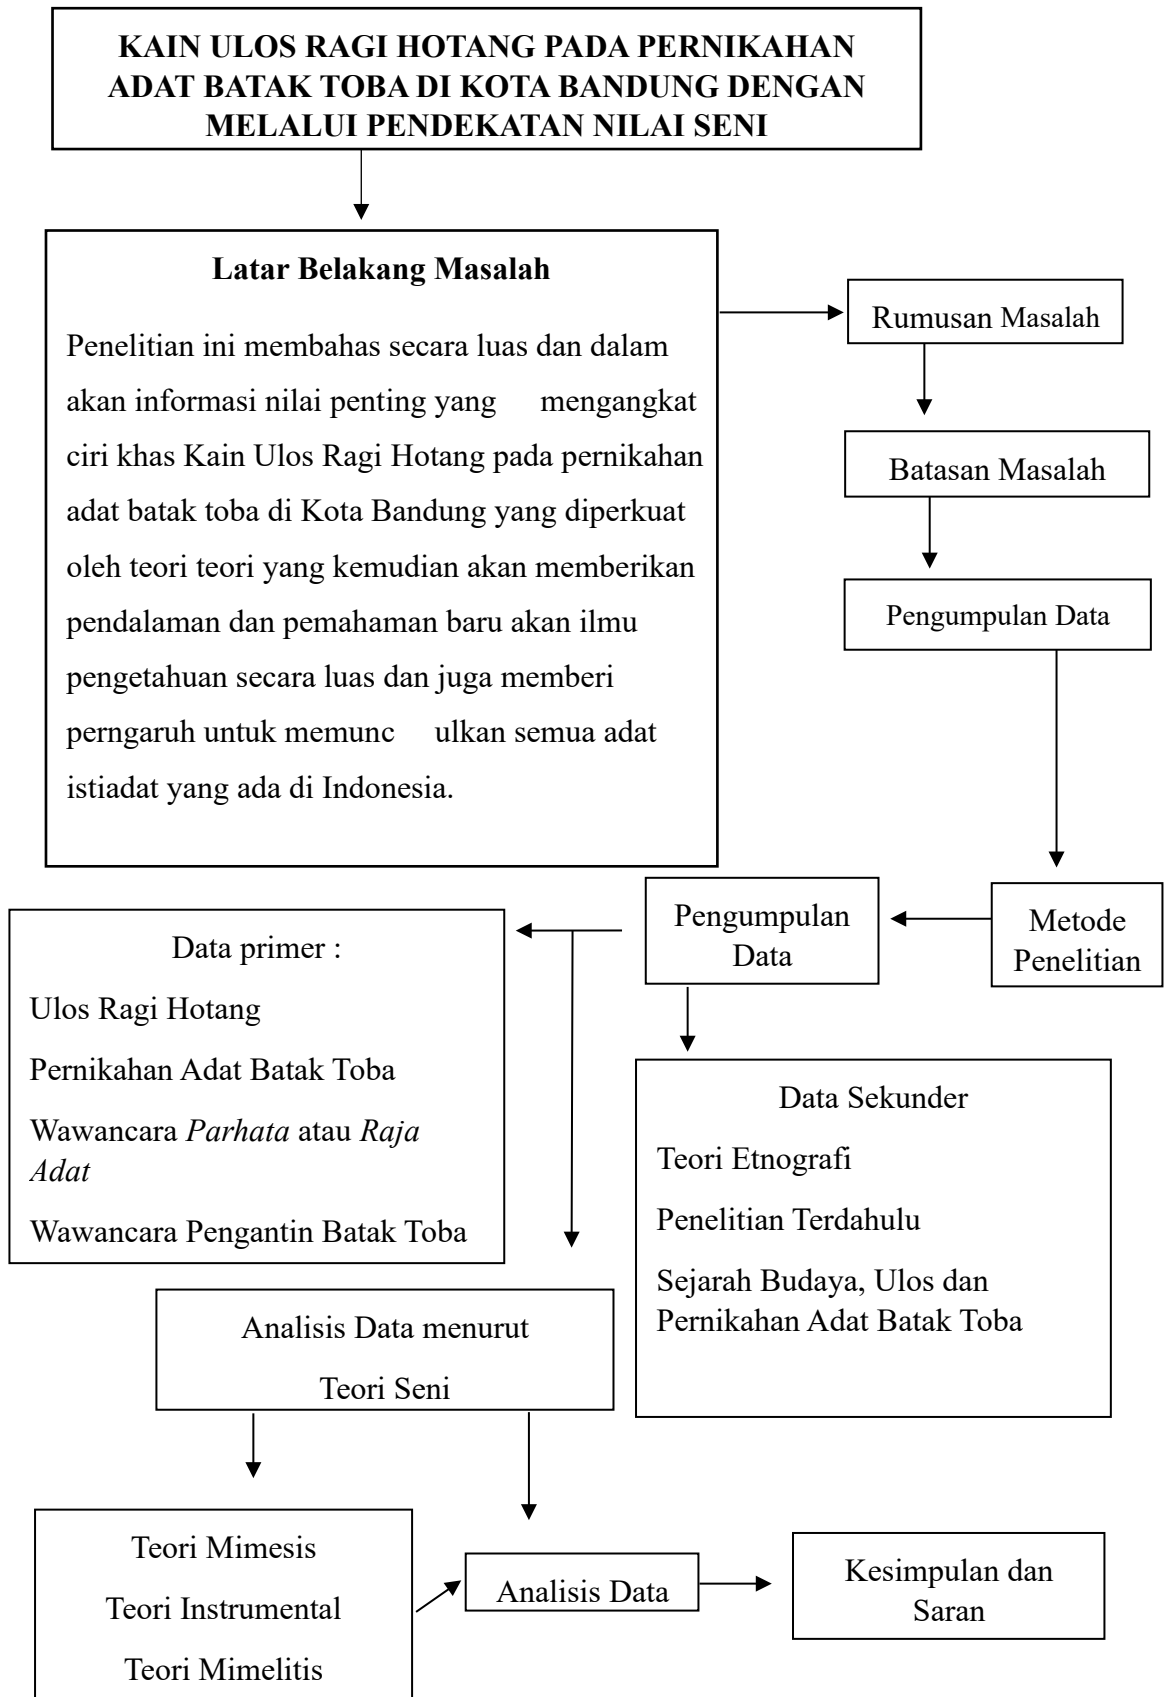 KAIN ULOS RAGI HOTANG PADA PERNIKAHAN
ADAT BATAK TOBA DI KOTA BANDUNG DENGAN
MELALUI PENDEKATAN NILAI SENI
Latar Belakang Masalah
Penelitian ini membahas secara luas dan dalam
akan informasi nilai penting yang mengangkat
ciri khas Kain Ulos Ragi Hotang pada pernikahan
adat batak toba di Kota Bandung yang diperkuat
oleh teori teori yang kemudian akan memberikan
pendalaman dan pemahaman baru akan ilmu
pengetahuan secara luas dan juga memberi
perngaruh untuk memunc ulkan semua adat
istiadat yang ada di Indonesia.
Rumusan Masalah
Batasan Masalah
Pengumpulan Data
Metode
Penelitian
Pengumpulan
Data
Data primer :
Ulos Ragi Hotang
Pernikahan Adat Batak Toba
Wawancara Parhata atau Raja
Adat
Wawancara Pengantin Batak Toba
Data Sekunder
Teori Etnografi
Penelitian Terdahulu
Sejarah Budaya, Ulos dan
Pernikahan Adat Batak Toba
Analisis Data menurut
Teori Seni
Teori Mimesis
Teori Instrumental
Teori Mimelitis
Analisis Data
Kesimpulan dan
Saran